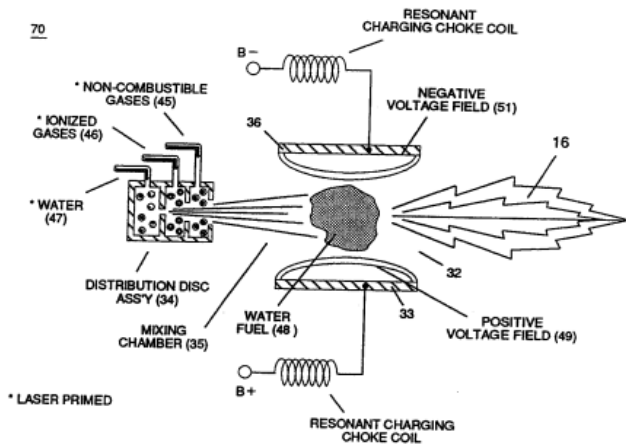 70
RESONANT
CHARGING CHOKE COIL
B-
* NON-COMBUSTIBLE
GASES (45)
NEGATIVE
VOLTAGE FIELD (51)
* IONIZED
GASES (46)
36
16
* WATER
(47)
32
DISTRIBUTION DISC
ASS'Y (34)
WATER
FUEL (48)
33
MIXING
CHAMBER (35)
POSITIVE
VOLTAGE FIELD (49)
B+
* LASER PRIMED
RESONANT CHARGING
CHOKE COIL